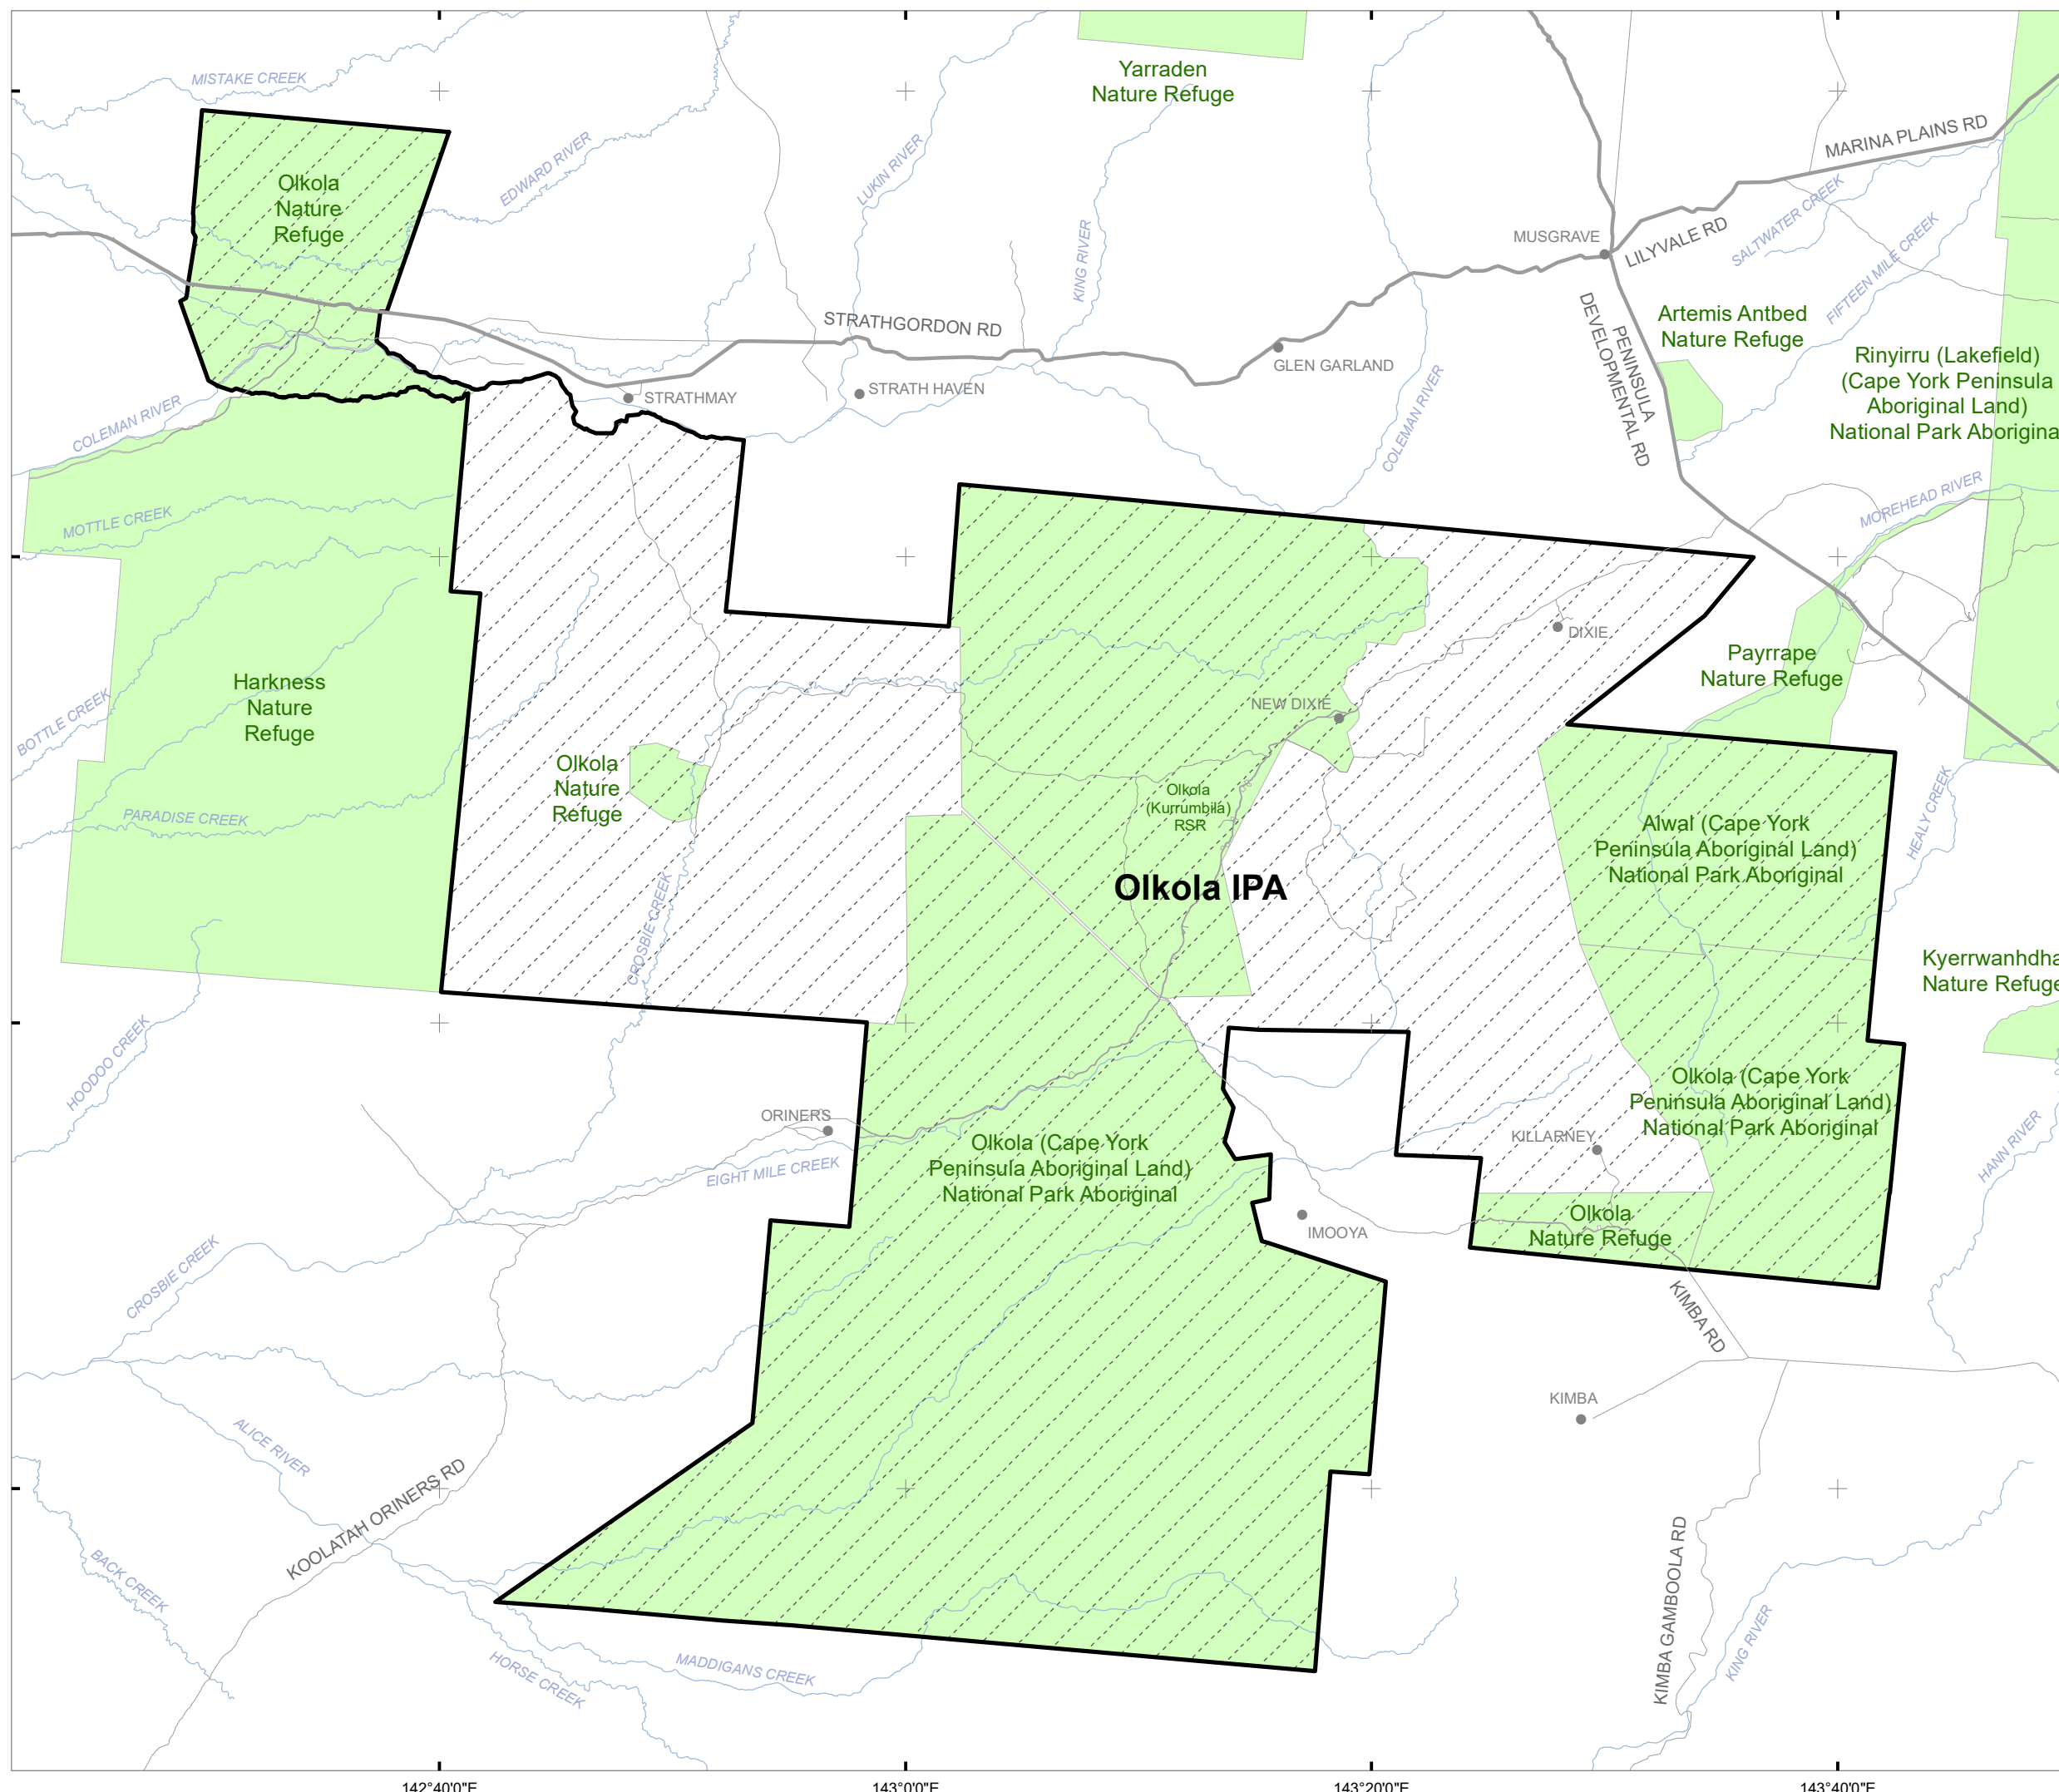 Yarraden
Nature Refuge
MISTAKE CREEK
MARINA PLAINS RD
EDWARD RIVER
LUKIN RIVER
Olkola
Nature
Refuge
KING RIVER
MUSGRAVE
LILYVALE RD
SALTWATER CREEK
FIFTEEN MILE CREEK
STRATHGORDON RD
PENINSULA
DEVELOPMENTAL RD
Artemis Antbed
Nature Refuge
Rinyirru (Lakefield)
(Cape York Peninsula
Aboriginal Land)
National Park Aborigina
GLEN GARLAND
STRATH HAVEN
STRATHMAY
COLEMAN RIVER
COLEMAN RIVER
MOREHEAD RIVER
MOTTLE CREEK
DIXIE
Payrrape
Nature Refuge
Harkness
Nature
Refuge
BOTTLE CREEK
NEW DIXIE
Olkola
Nature
Refuge
Olkola
(Kurrumbila)
RSR
PARADISE CREEK
HEALY CREEK
Alwal (Cape York
Peninsula Aboriginal Land)
National Park Aboriginal
Olkola IPA
CROSBIE CREEK
Kyerrwanhdha
Nature Refuge
HOODOO CREEK
Olkola (Cape York
Peninsula Aboriginal Land)
National Park Aboriginal
ORINERS
KILLARNEY
HANN RIVER
Olkola (Cape York
Peninsula Aboriginal Land)
National Park Aboriginal
EIGHT MILE CREEK
IMOOYA
Olkola
Nature Refuge
CROSBIE CREEK
KIMBA RD
KIMBA
ALICE RIVER
KOOLATAH ORINERS RD
BACK CREEK
KIMBA GAMBOOLA RD
KING RIVER
MADDIGANS CREEK
HORSE CREEK
142°40'0"E 143°0'0"E 143°20'0"E 143°40'0"E